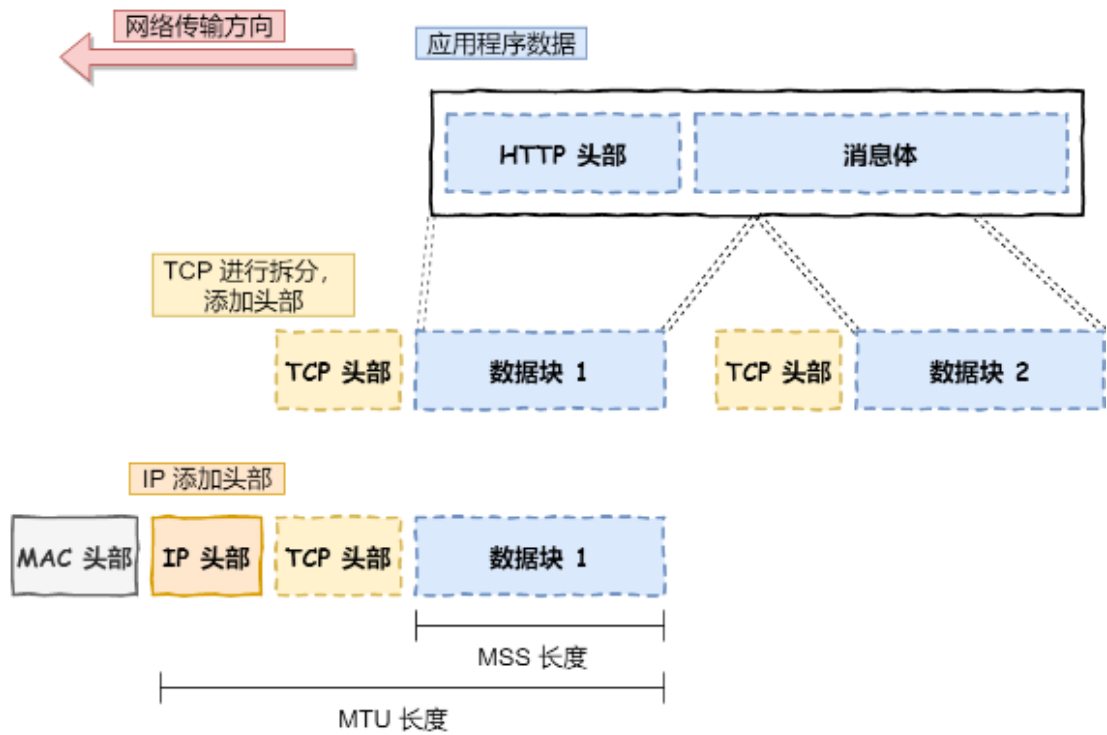 网络传输方向
应用程序数据
HTTP 头部
消息体
TCP 进行拆分，
添加头部
TCP 头部
数据块 1
TCP 头部
数据块 2
IP 添加头部
MAC 头部
IP 头部
TCP 头部
数据块 1
MSS 长度
MTU 长度